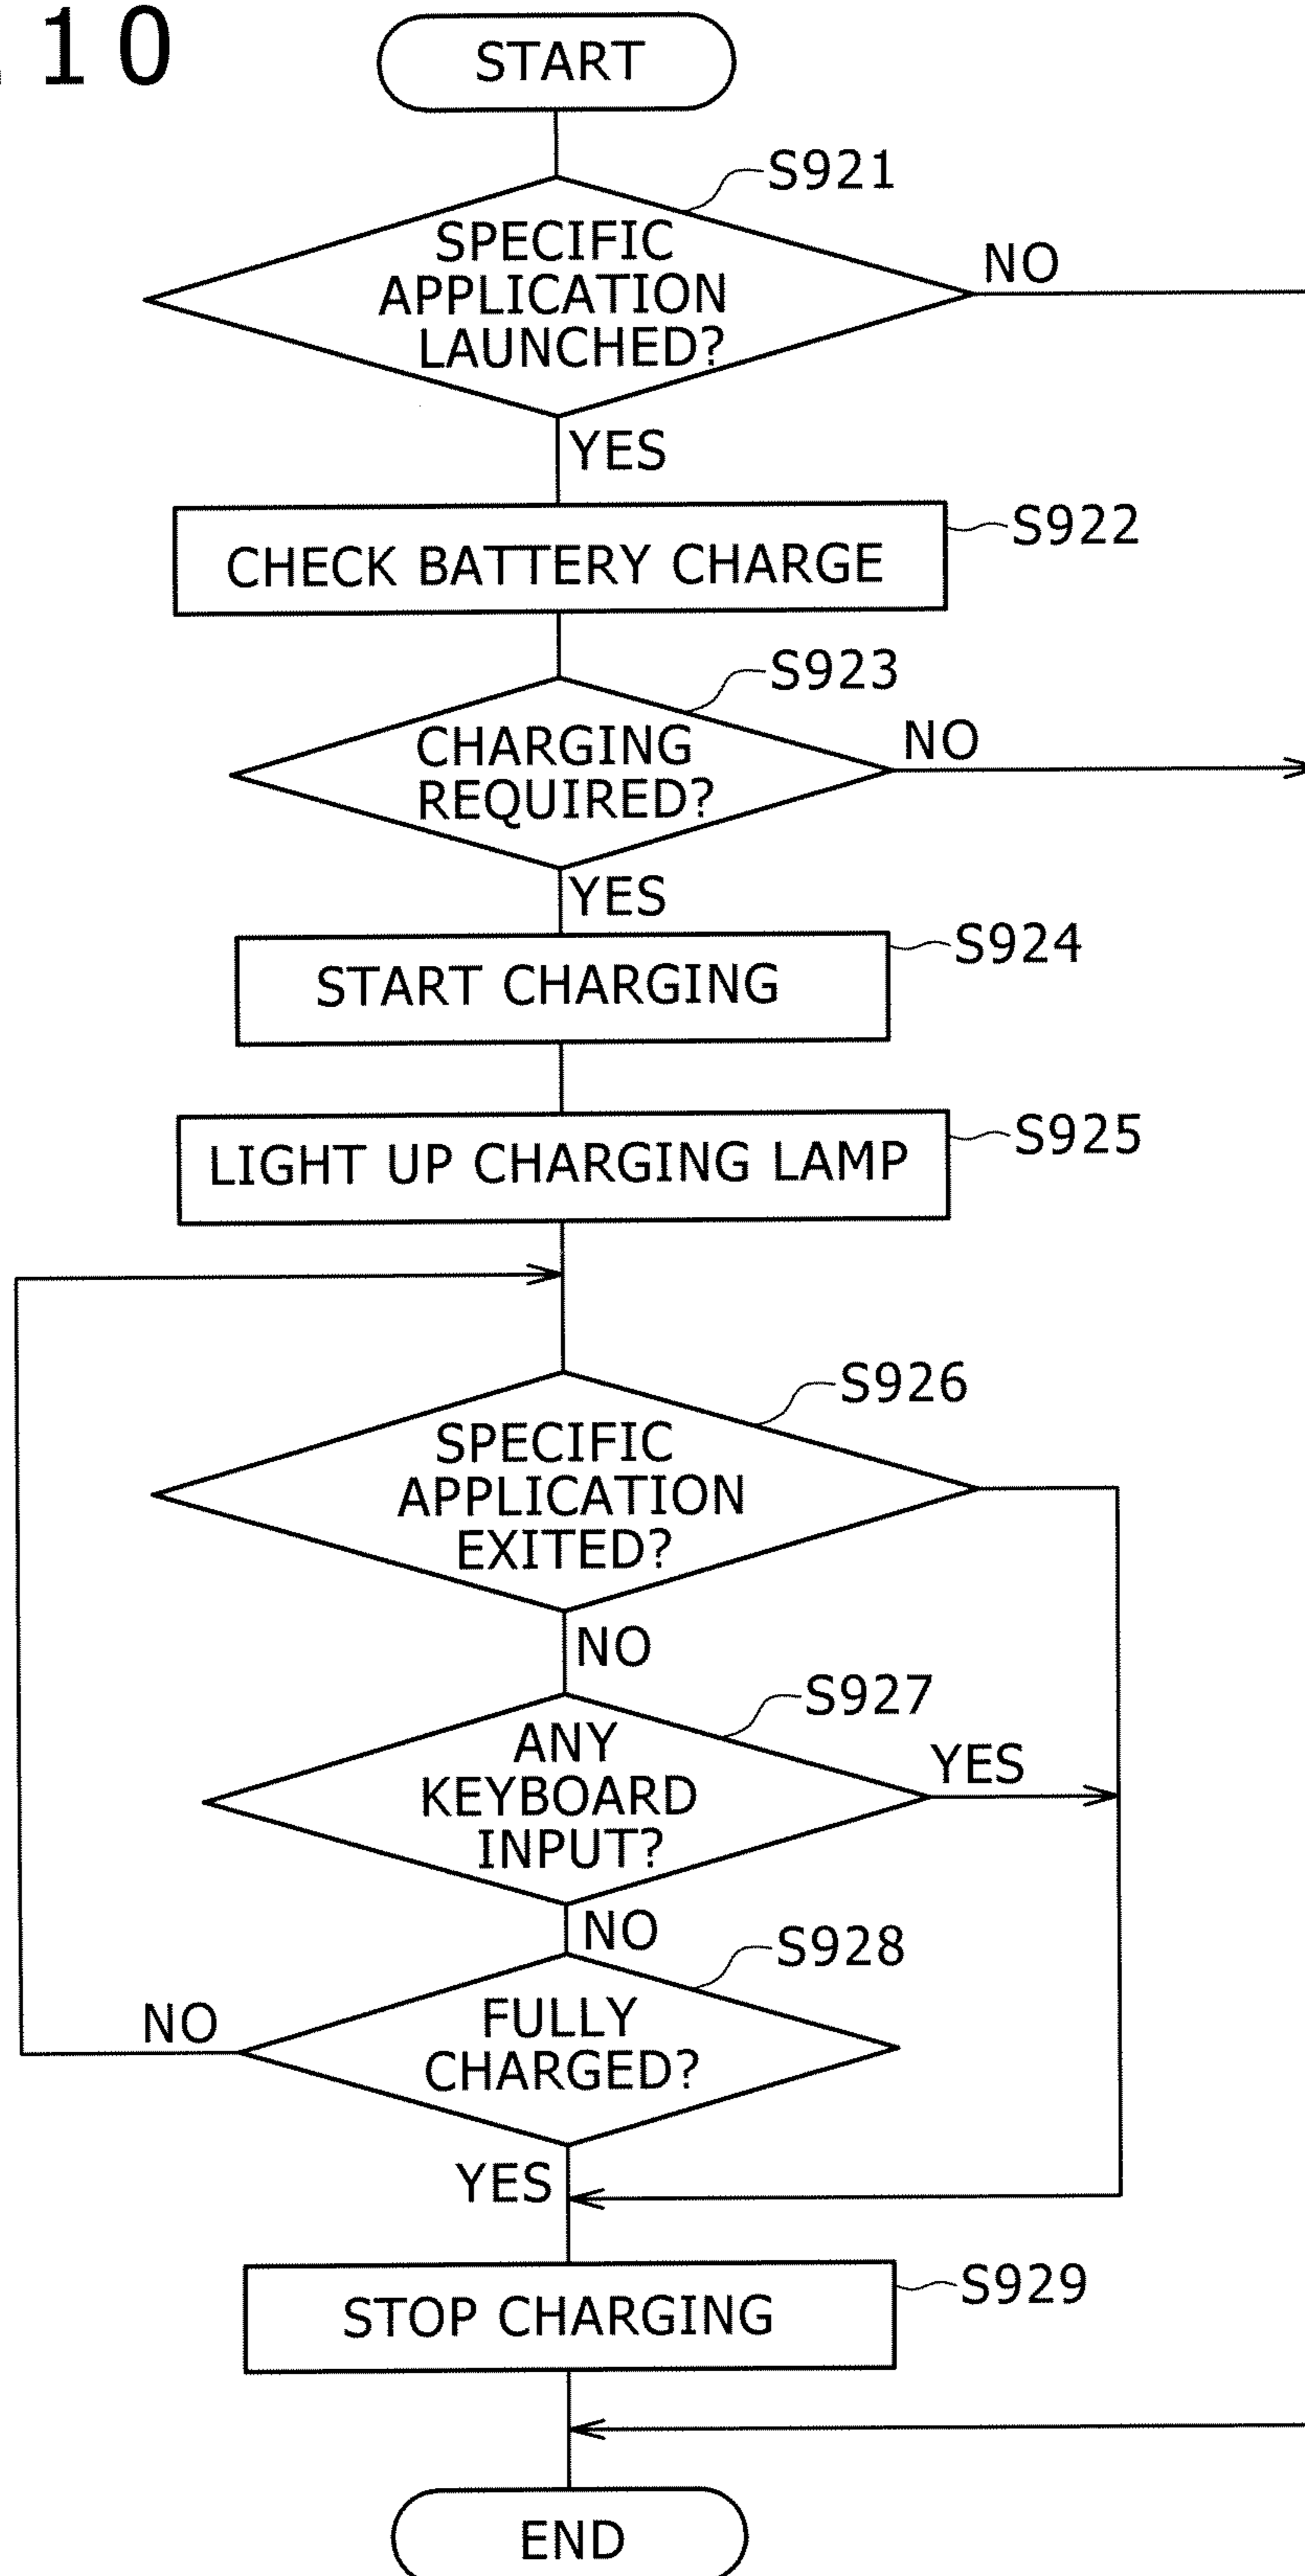 10
START
S921
SPECIFIC
APPLICATION
LAUNCHED?
NO
YES
CHECK BATTERY CHARGE
S922
S923
CHARGING
REQUIRED?
NO
YES
START CHARGING
S924
LIGHT UP CHARGING LAMP
S925
S926
SPECIFIC
APPLICATION
EXITED?
NO
S927
ANY
KEYBOARD
INPUT?
YES
NO
S928
FULLY
CHARGED?
NO
YES
STOP CHARGING
S929
END